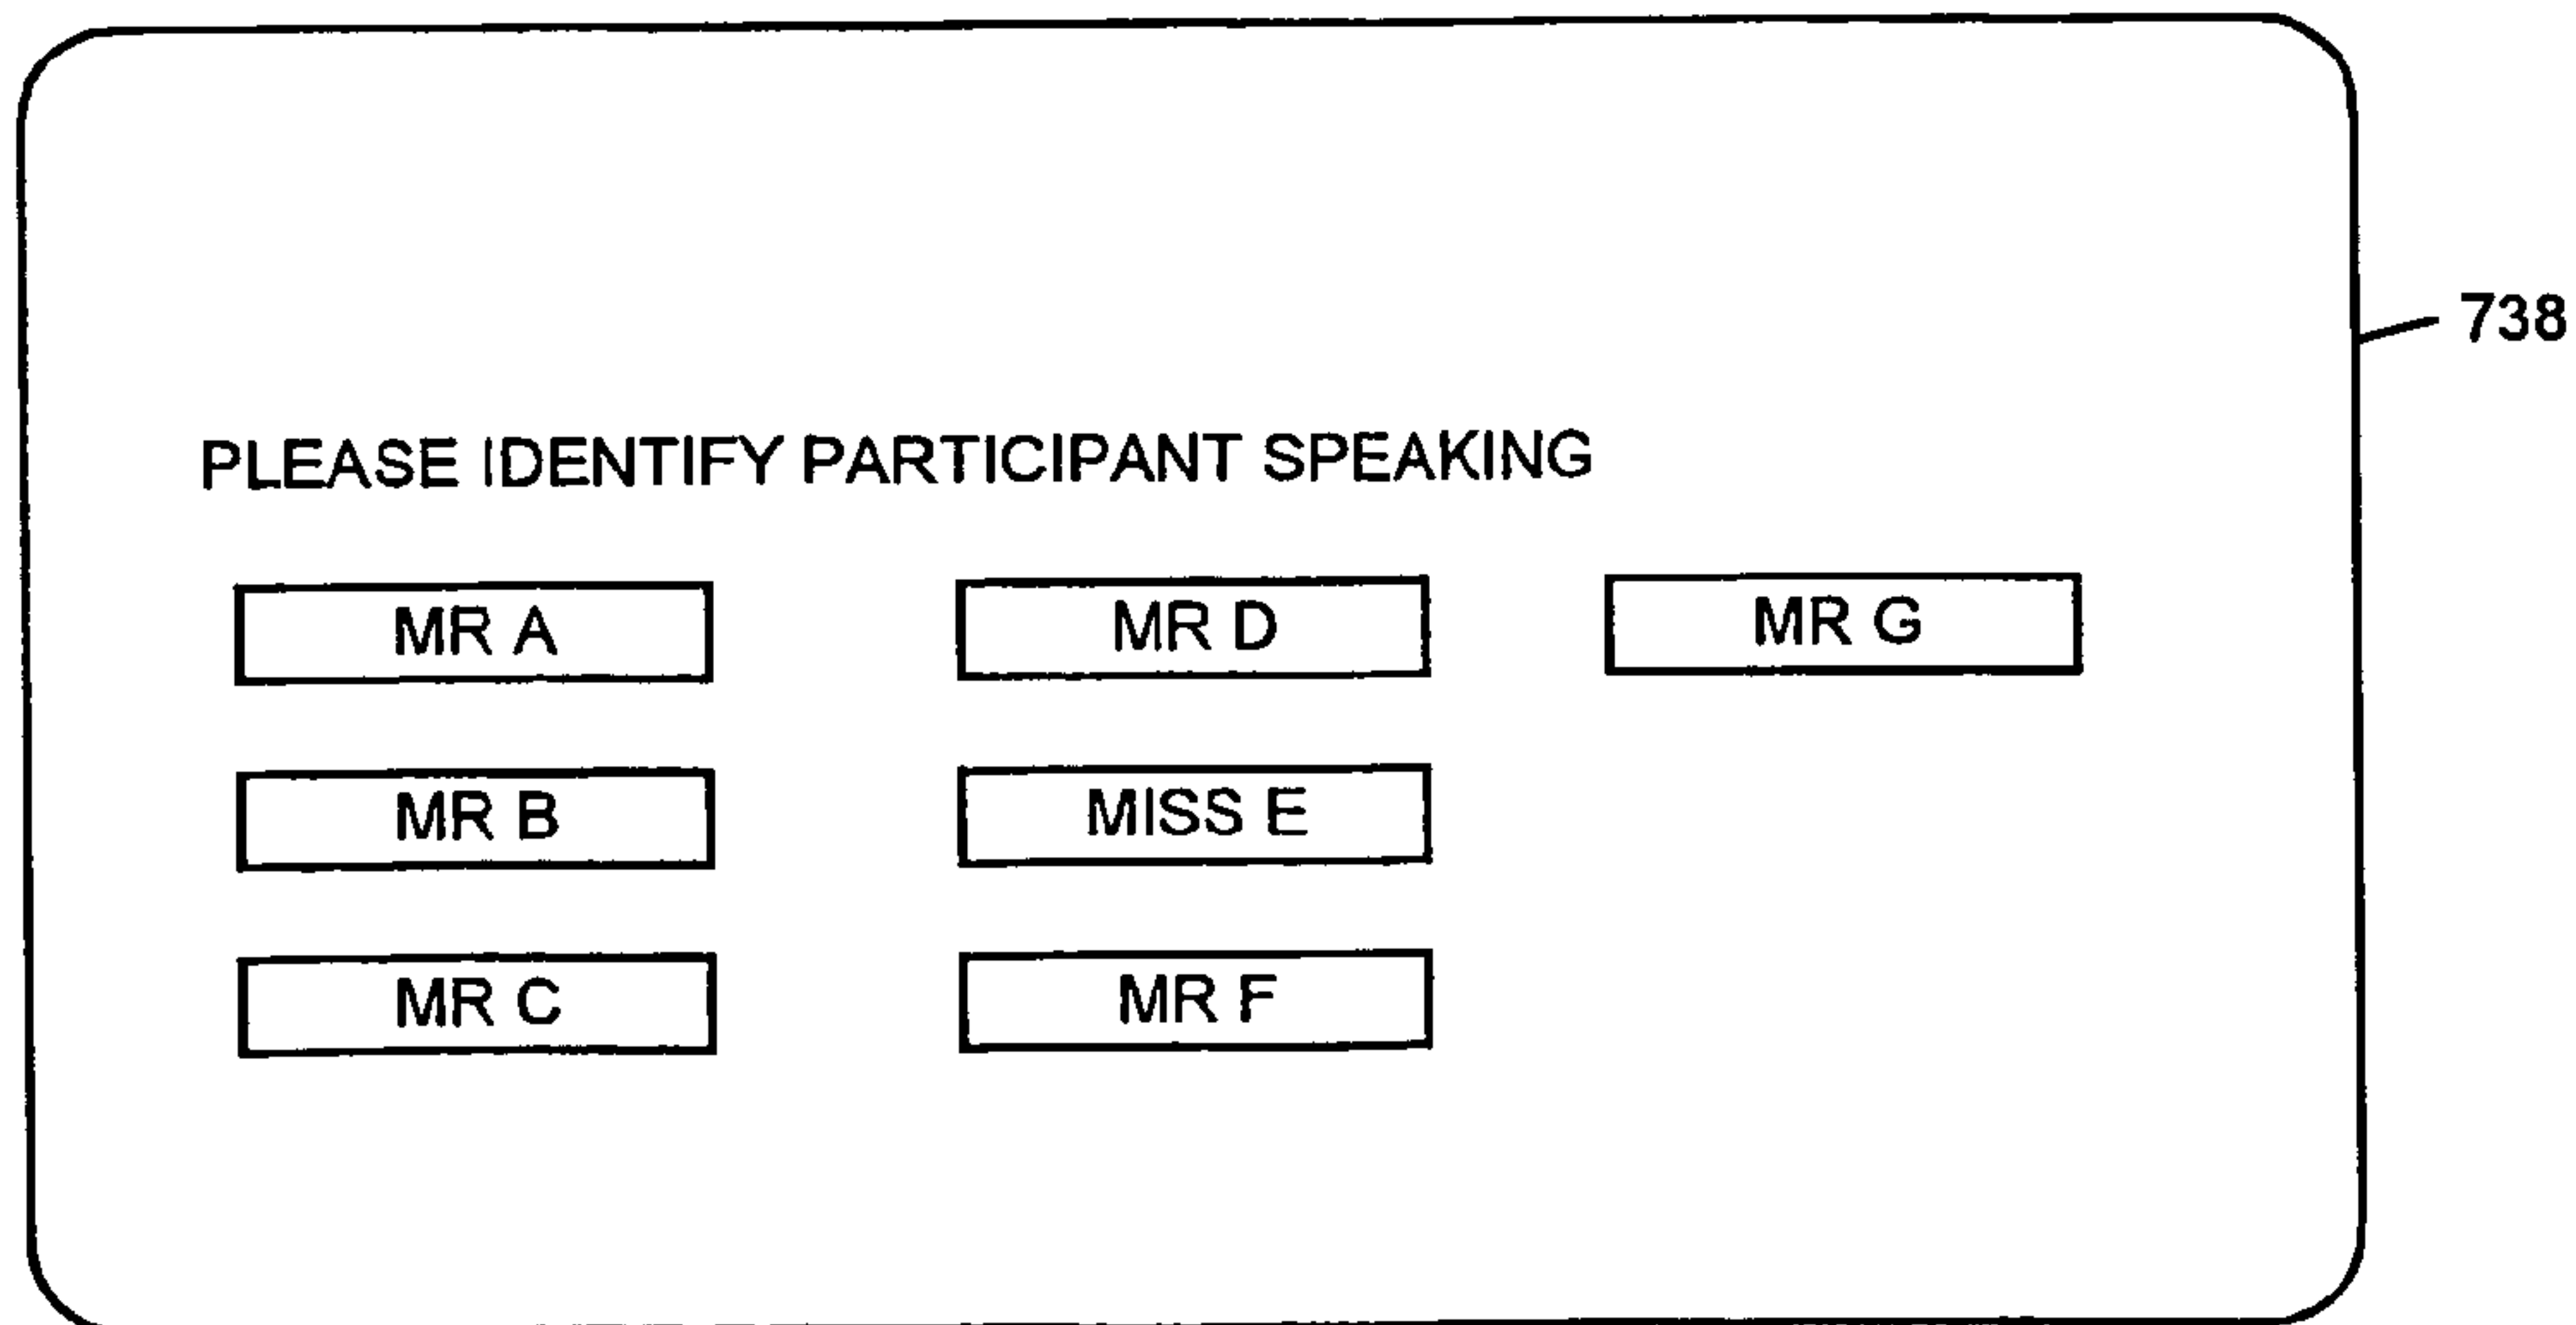 738
PLEASE IDENTIFY PARTICIPANT SPEAKING
MR A MR D MR G
MR B MISS E
MR C MR F